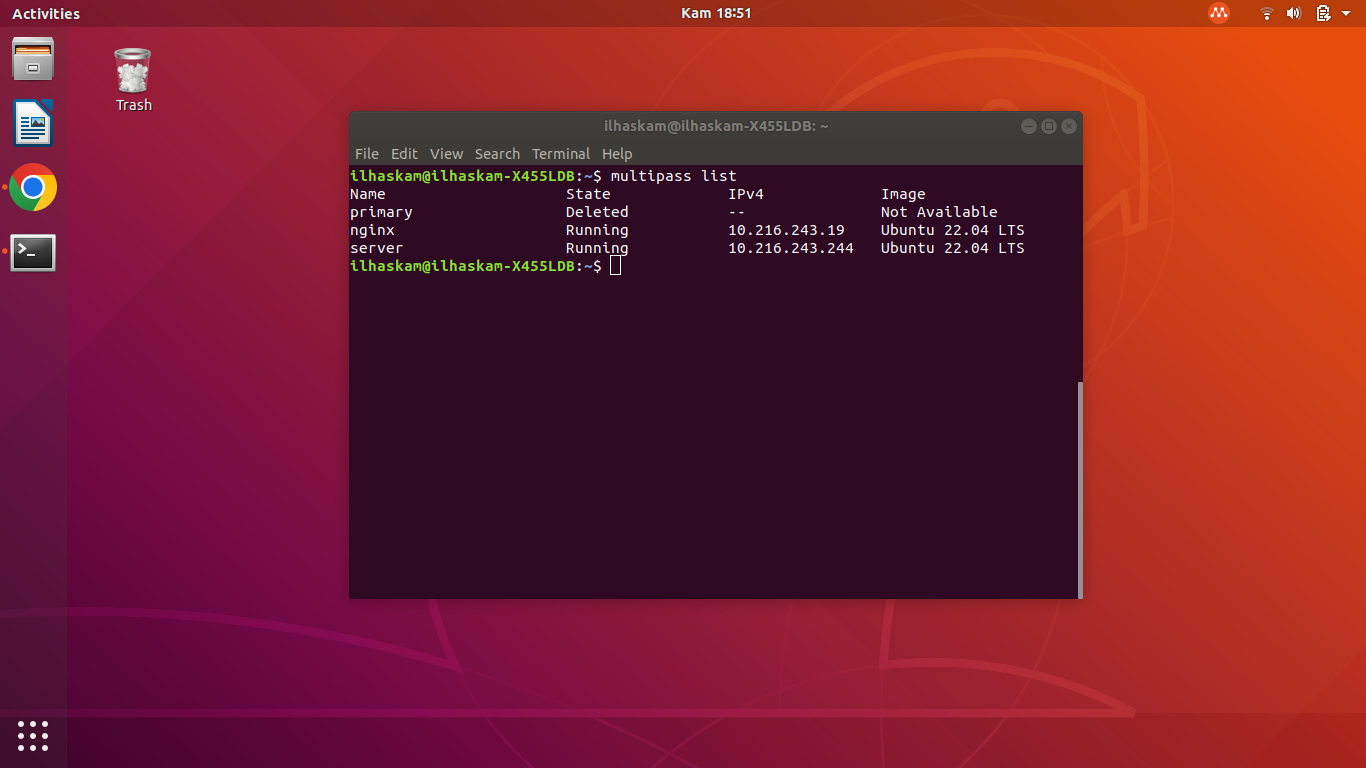 Activities
Kam 18:51
Trash
ilhaskam@ilhaskam-X455LDB: ~
File Edit View Search Terminal Help
ilhaskam@ilhaskam-X455LDB:~$ multipass list
Name State IPv4 Image
primary Deleted -- Not Available
nginx Running 10.216.243.19 Ubuntu 22.04 LTS
server Running 10.216.243.244 Ubuntu 22.04 LTS
ilhaskam@ilhaskam-X455LDB:~$